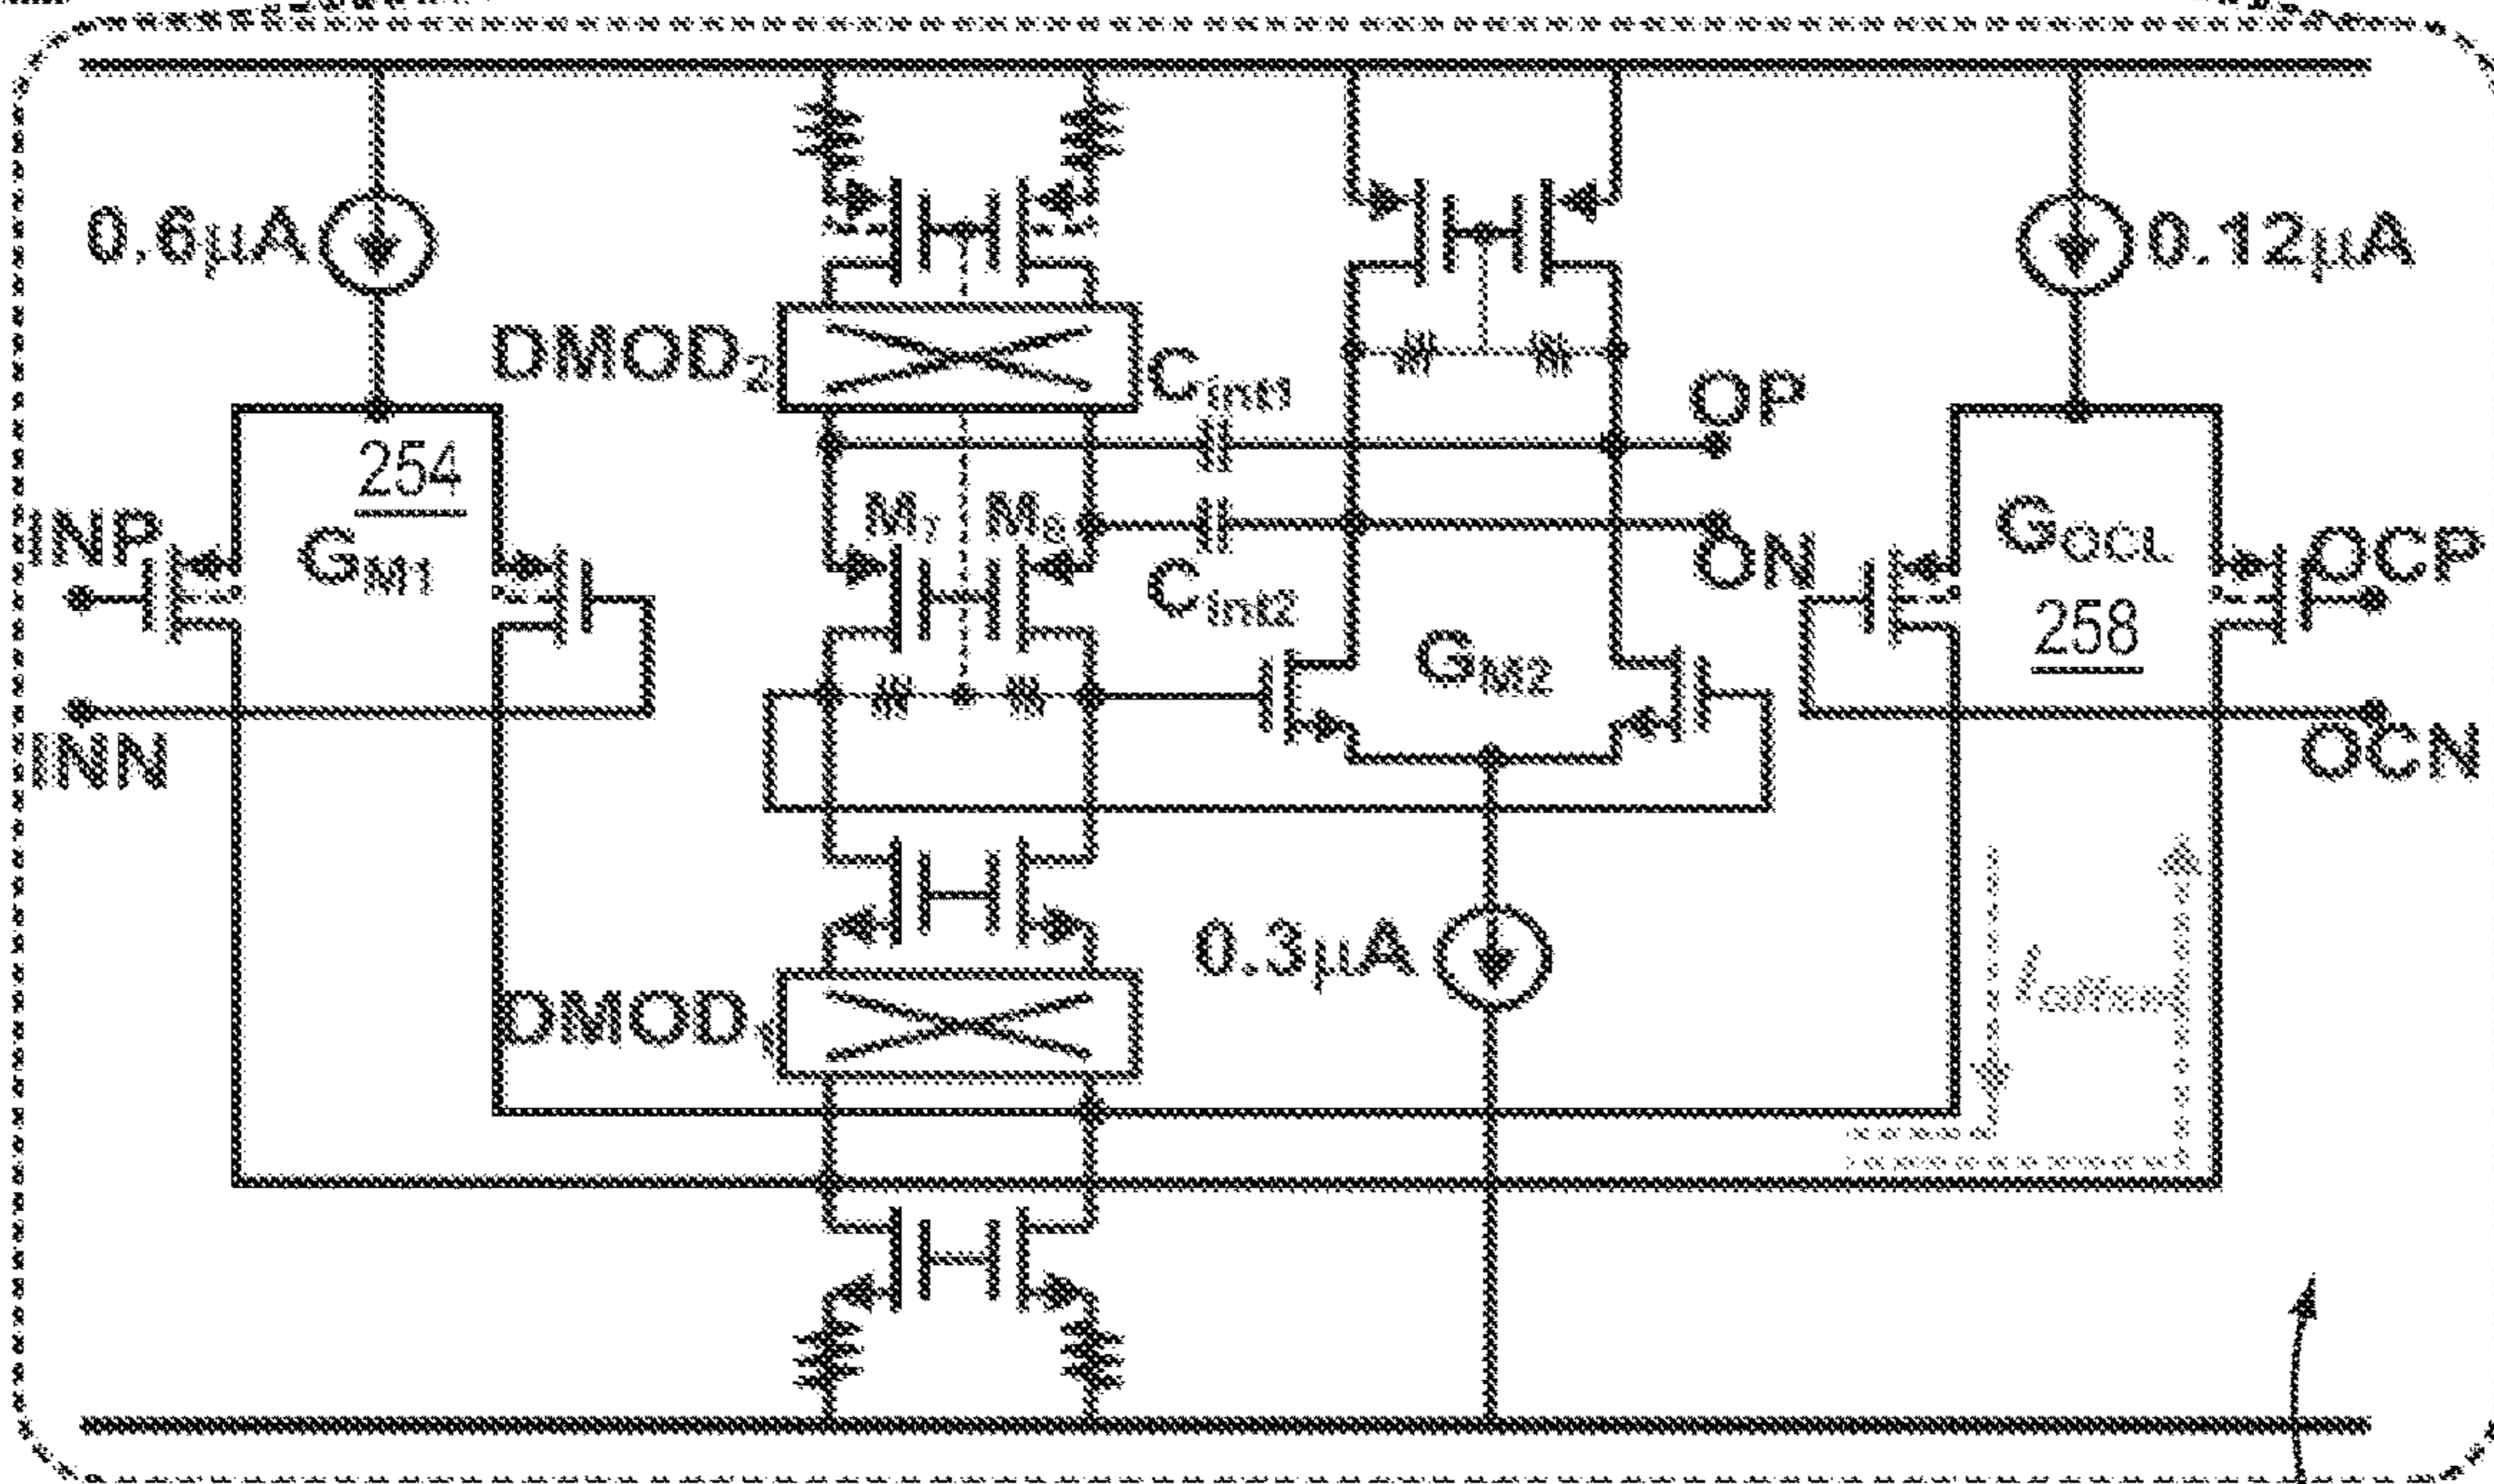 0.6μA
0.12μA
DMOD2
Cint1
OP
254
INP
GM1
M7
M8
ON
GOCL
OCP
Cint2
258
GM2
INN
OCN
0.3μA
Ioffset
DMOD1